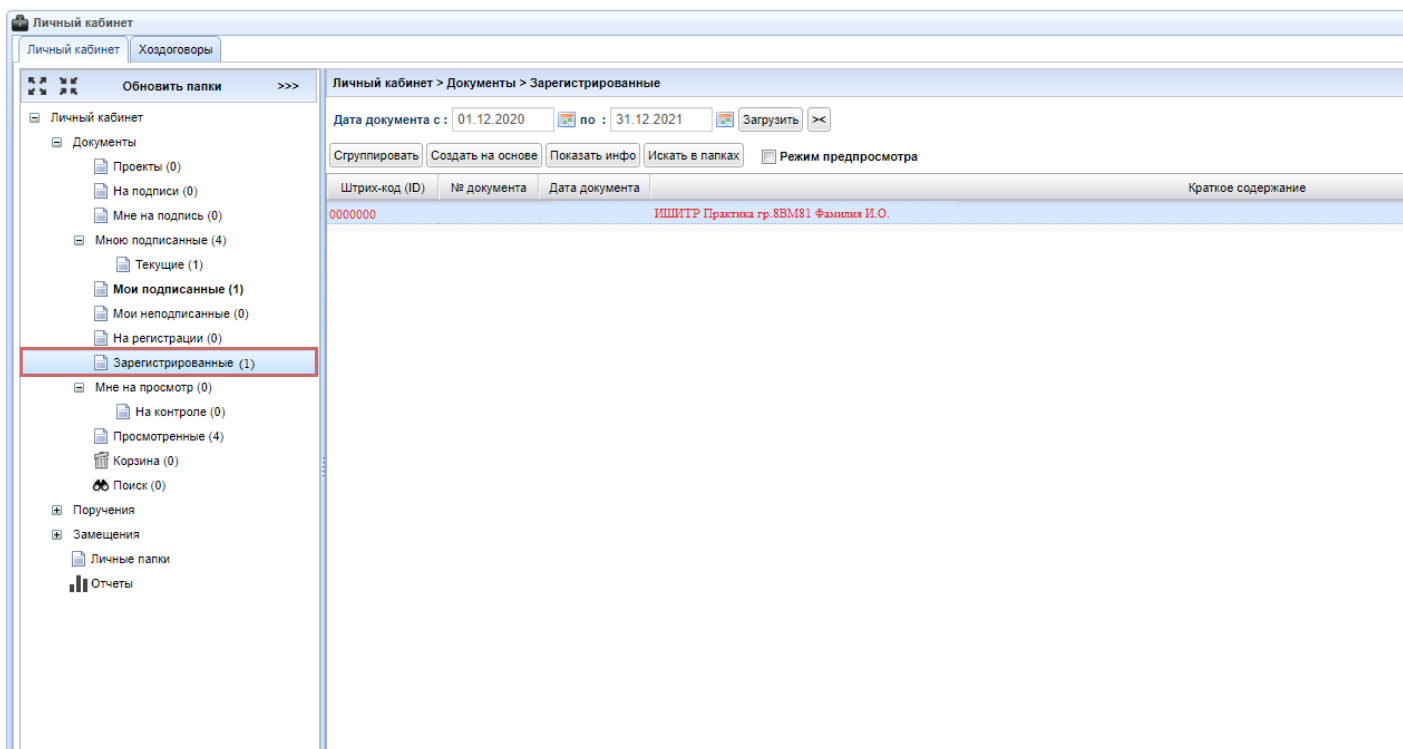 Личный кабинет
Личный кабинет Хоздоговоры
Обновить папки >>>
Личный кабинет
Документы
Проекты (0)
На подписи (0)
Мне на подпись (0)
Мною подписанные (4)
Текущие (1)
Мои подписанные (1)
Мои неподписанные (0)
На регистрации (0)
Зарегистрированные (1)
Мне на просмотр (0)
На контроле (0)
Просмотренные (4)
Корзина (0)
Поиск (0)
Поручения
Замещения
Личные папки
Отчеты
Личный кабинет > Документы > Зарегистрированные
Дата документа с : 01.12.2020 по : 31.12.2021 Загрузить ><
Сгруппировать Создать на основе Показать инфо Искать в папках Режим предпросмотра
Штрих-код (ID) № документа Дата документа Краткое содержание
0000000 ИШИТР Практика гр.8ВМ81 Фамилия И.О.